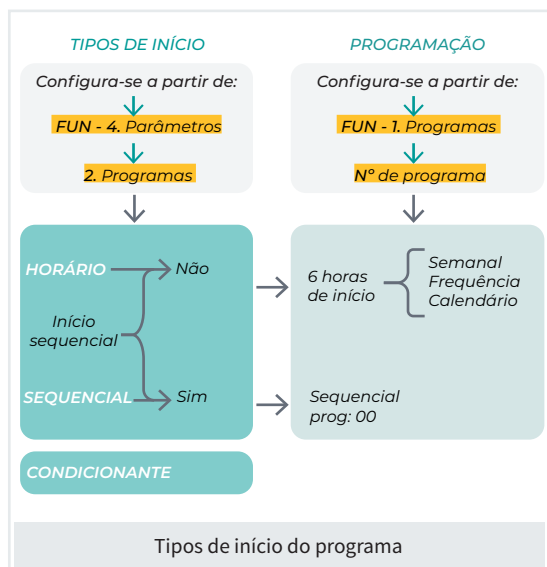 TIPOS DE INÍCIO
Configura-se a partir de:
FUN - 4. Parâmetros
2. Programas
HORÁRIO
Não
Início
sequencial
SEQUENCIAL
Sim
CONDICIONANTE
PROGRAMAÇÃO
Configura-se a partir de:
FUN - 1. Programas
Nº de programa
6 horas
de início
Semanal
Frequência
Calendário
Sequencial
prog: 00
Tipos de início do programa